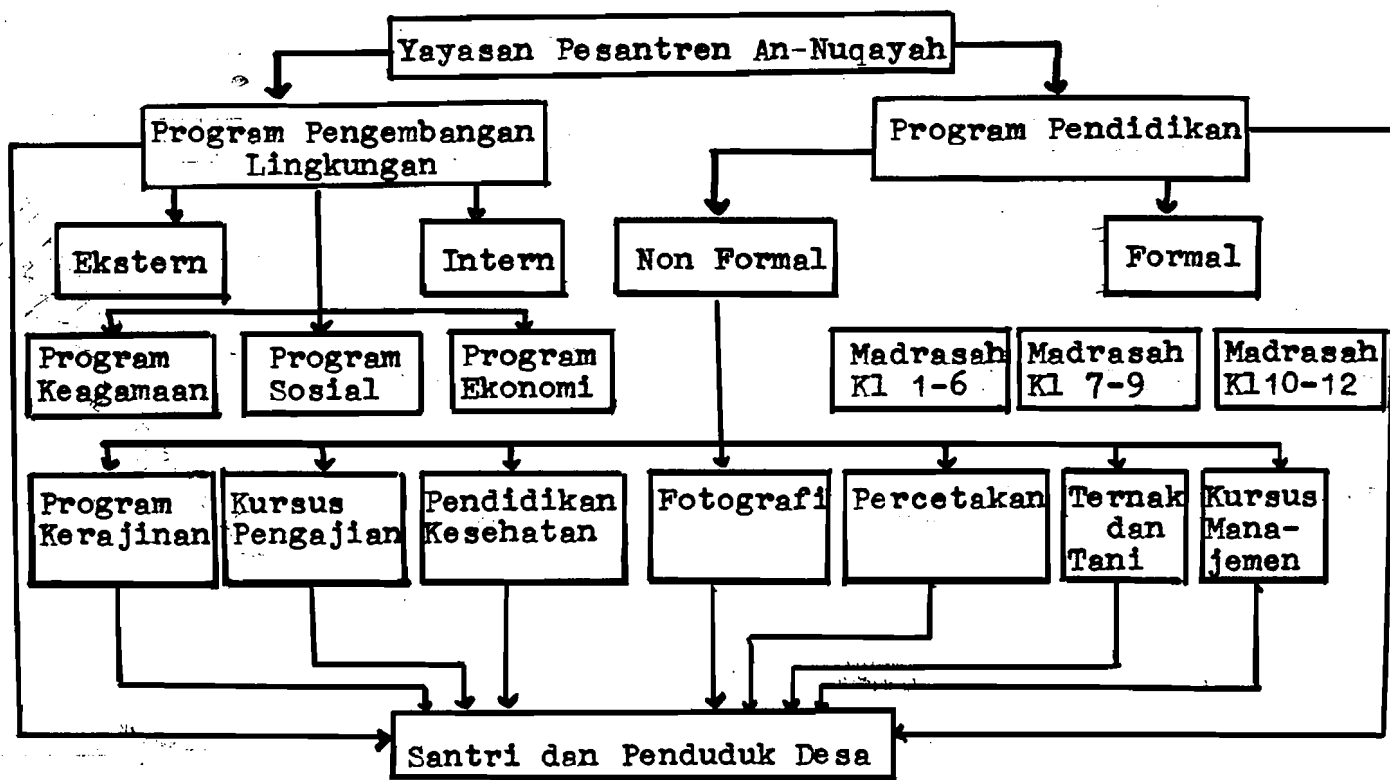 Yayasan Pesantren An-Nuqayah
Program Pengembangan
Lingkungan
Program Pendidikan
Ekstern
Intern
Non Formal
Formal
Program
Keagamaan
Program
Sosial
Program
Ekonomi
Madrasah
Kl 1-6
Madrasah
Kl 7-9
Madrasah
Kl10-12
Program
Kerajinan
Kursus
Pengajian
Pendidikan
Kesehatan
Fotografi
Percetakan
Ternak
dan
Tani
Kursus
Mana-
jemen
Santri dan Penduduk Desa